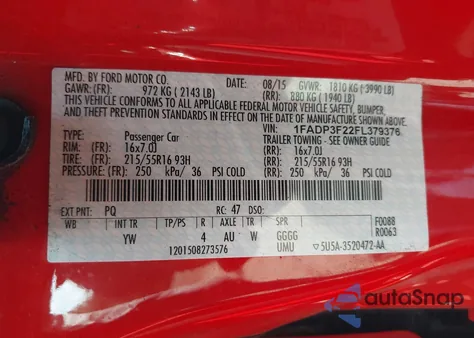 MFD. BY FORD MOTOR CO. DATE: 08/15 GVWR: 1810 KG (3990 LB)
GAWR:(FR): 972 KG (2143 LB) (RR): 880 KG (1940 LB)
THIS VEHICLE CONFORMS TO ALL APPLICABLE FEDERAL MOTOR VEHICLE SAFETY, BUMPER,
AND THEFT PREVENTION STANDARDS IN EFFECT ON THE DATE OF MANUFACTURE SHOWN ABOVE.
VIN: 1FADP3F22FL379376
Passenger Car TRAILER TOWING - SEE OWNER GUIDE
RIM: (FR) 16x7.0J (RR) 16x7.0J
TIRE: (FR) 215/55R16 93H (RR) 215/55R16 93H
PRESSURE: (FR) 250 kPa/ 36 PSI COLD (RR) 250 kPa/ 36 PSI COLD
EXT PNT: PQ RC: 47 DSO: F0088
WB INT TR TP/PS R AXLE TR SPR R0063
YW 4 AU W GGGG
1201508273576 UMU 5U5A-3520472-AA
autoSnap